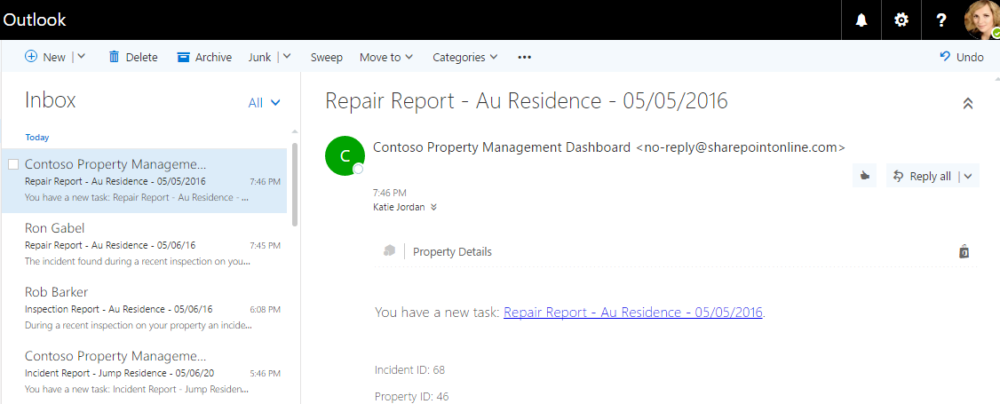 Outlook
?
New
Delete
Archive
Junk
Sweep
Move to
Categories
Undo
Inbox
All
Today
Contoso Property Manageme...
Repair Report - Au Residence - 05/05/2016 7:46 PM
You have a new task: Repair Report - Au Residence - ...
Ron Gabel
Repair Report - Au Residence - 05/06/16 7:45 PM
The incident found during a recent inspection on you...
Rob Barker
Inspection Report - Au Residence - 05/06/16 6:08 PM
During a recent inspection on your property an incide...
Contoso Property Manageme...
Incident Report - Jump Residence - 05/06/20 5:46 PM
You have a new task: Incident Report - Jump Residen...
Repair Report - Au Residence - 05/05/2016
C
Contoso Property Management Dashboard <no-reply@sharepointonline.com>
Reply all
7:46 PM
Katie Jordan
Property Details
You have a new task: Repair Report - Au Residence - 05/05/2016.
Incident ID: 68
Property ID: 46